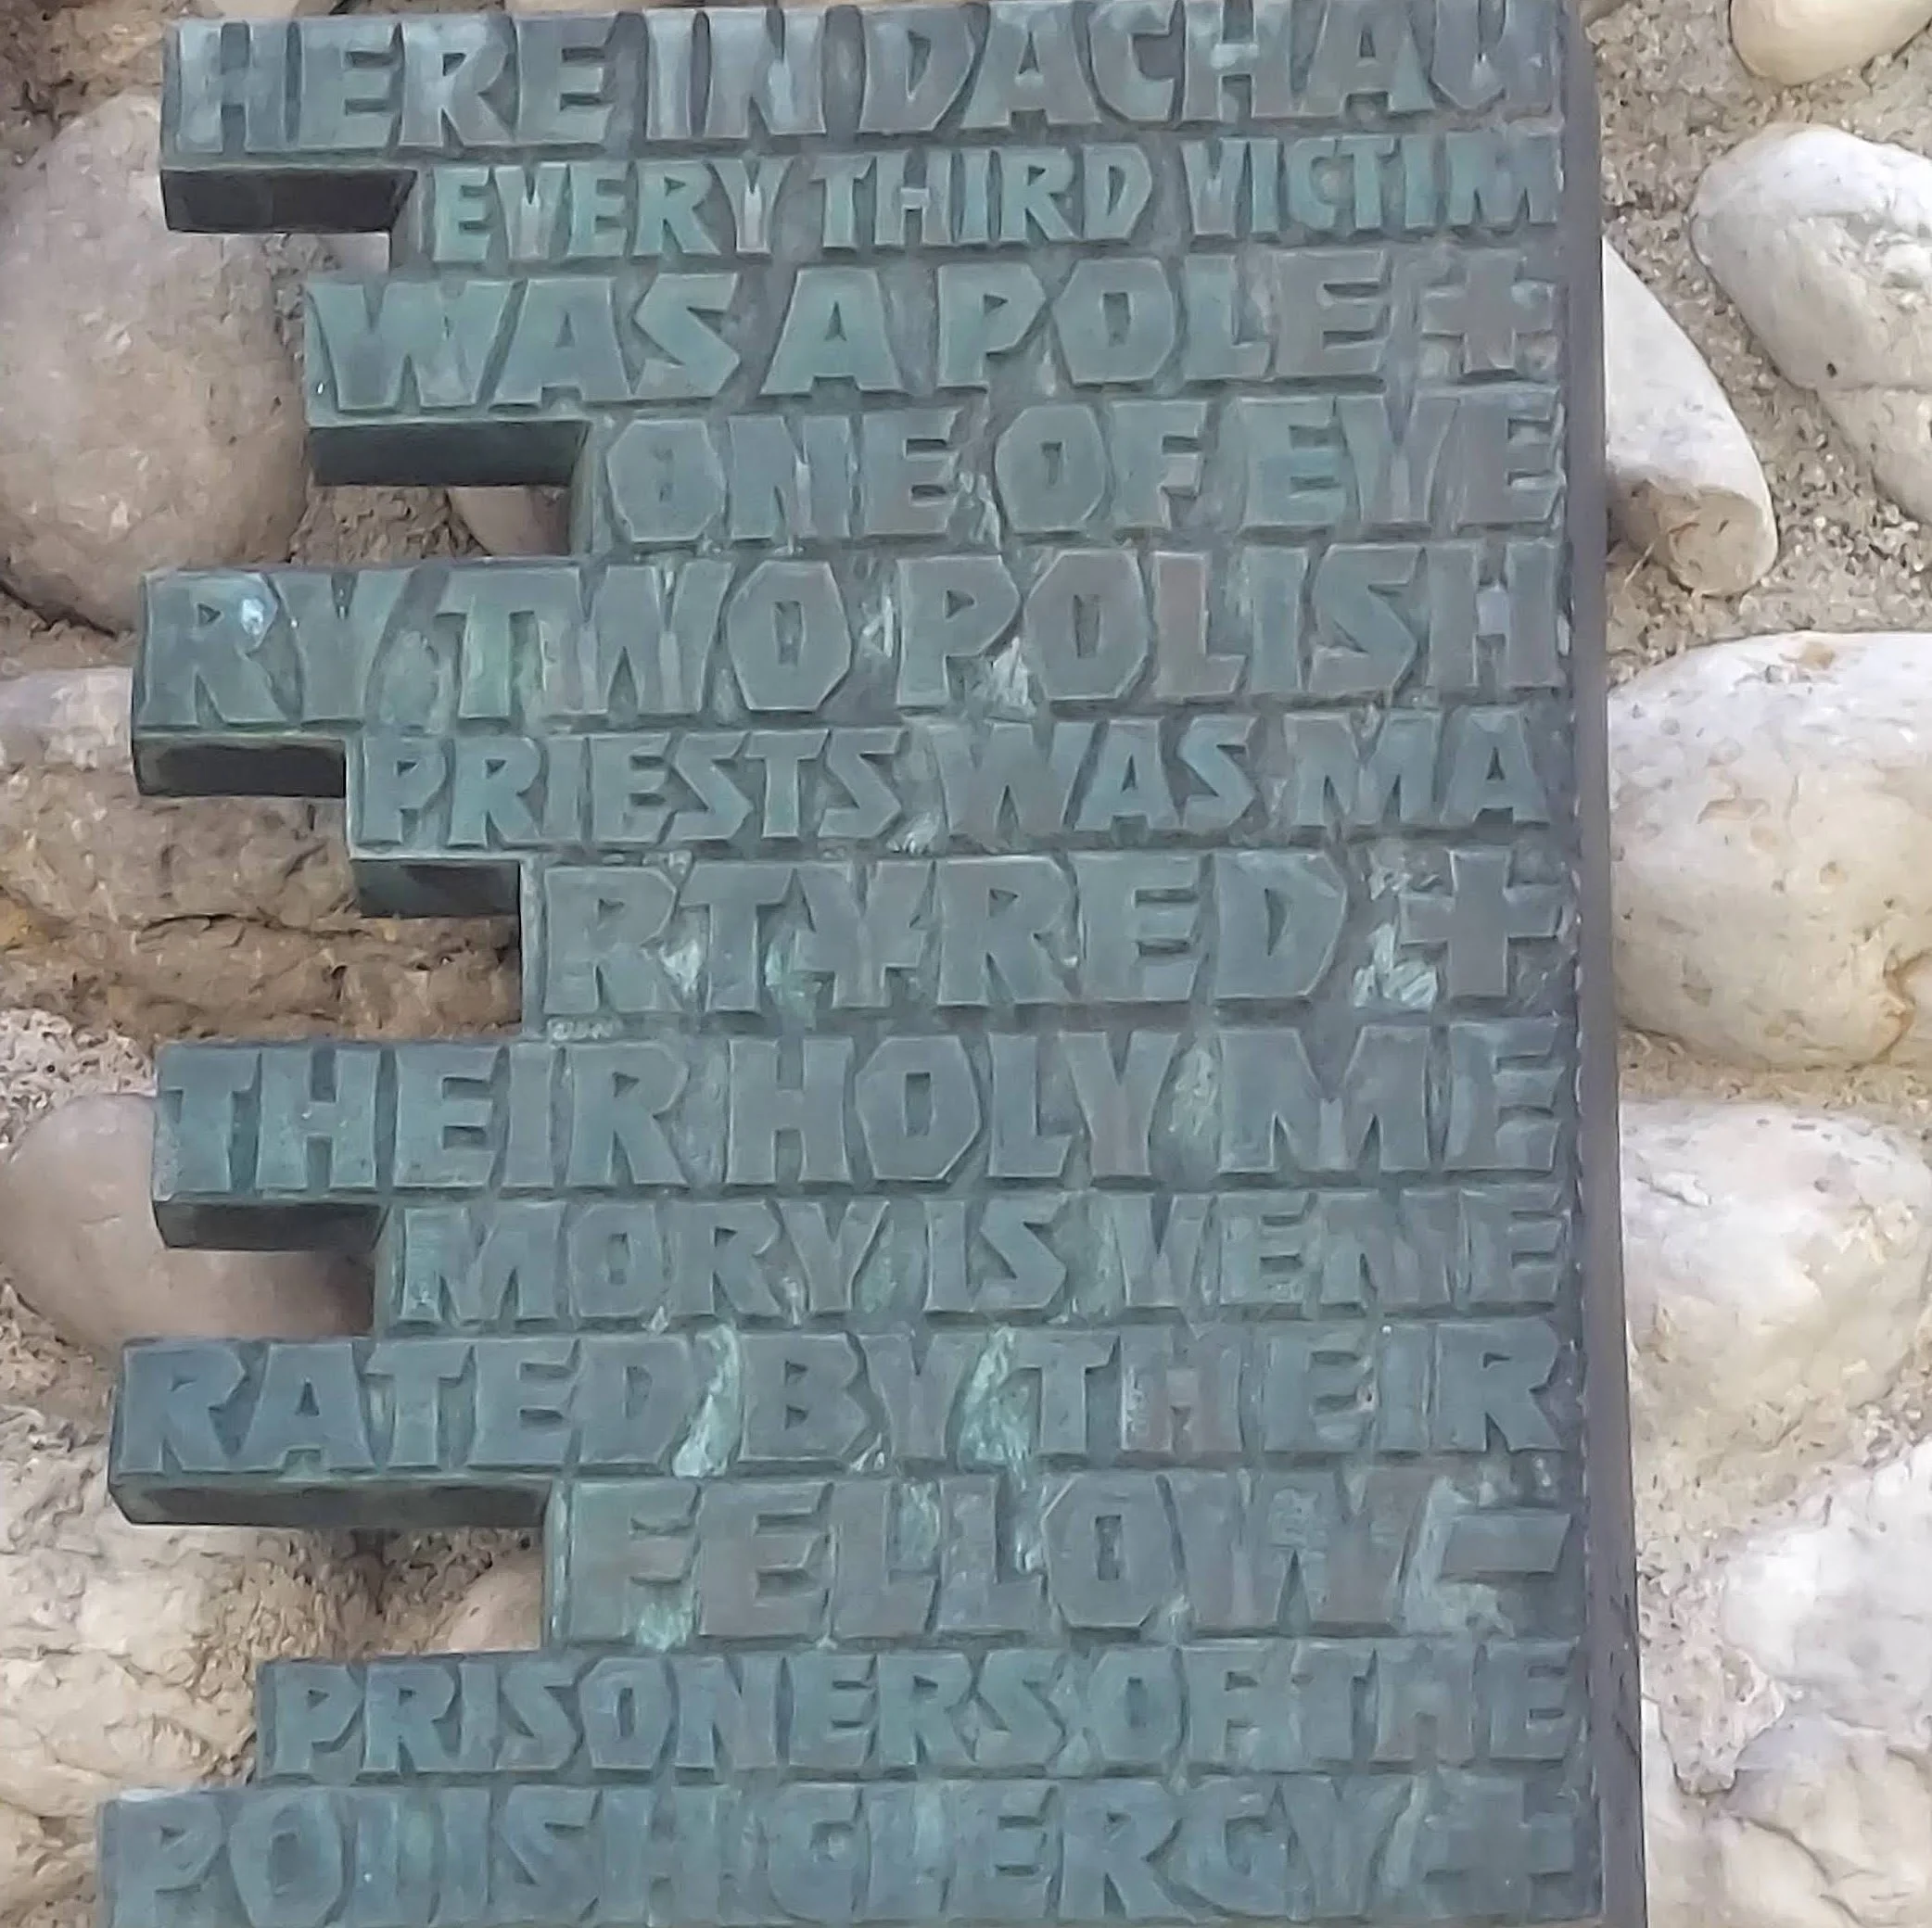 HERE IN DACHAU
EVERY THIRD VICTIM
WAS A POLE +
ONE OF EVE
RY TWO POLISH
PRIESTS WAS MA
RTYRED +
THEIR HOLY ME
MORY IS VENE
RATED BY THEIR
FELLOW-
PRISONERS OF THE
POLISH CLERGY +